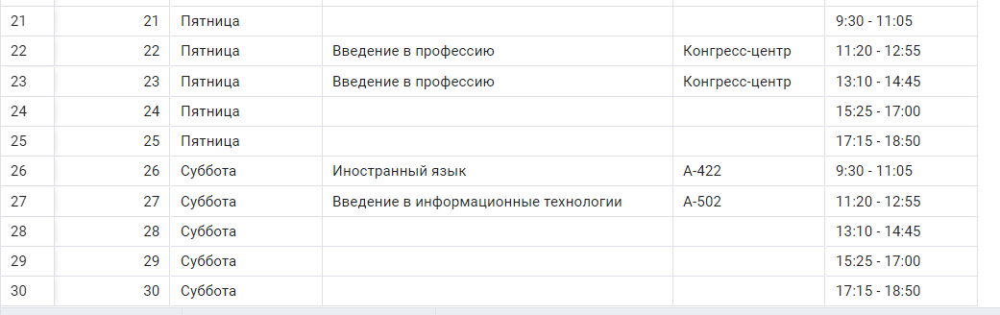 21 21 Пятница 9:30 - 11:05
22 22 Пятница Введение в профессию Конгресс-центр 11:20 - 12:55
23 23 Пятница Введение в профессию Конгресс-центр 13:10 - 14:45
24 24 Пятница 15:25 - 17:00
25 25 Пятница 17:15 - 18:50
26 26 Суббота Иностранный язык А-422 9:30 - 11:05
27 27 Суббота Введение в информационные технологии А-502 11:20 - 12:55
28 28 Суббота 13:10 - 14:45
29 29 Суббота 15:25 - 17:00
30 30 Суббота 17:15 - 18:50